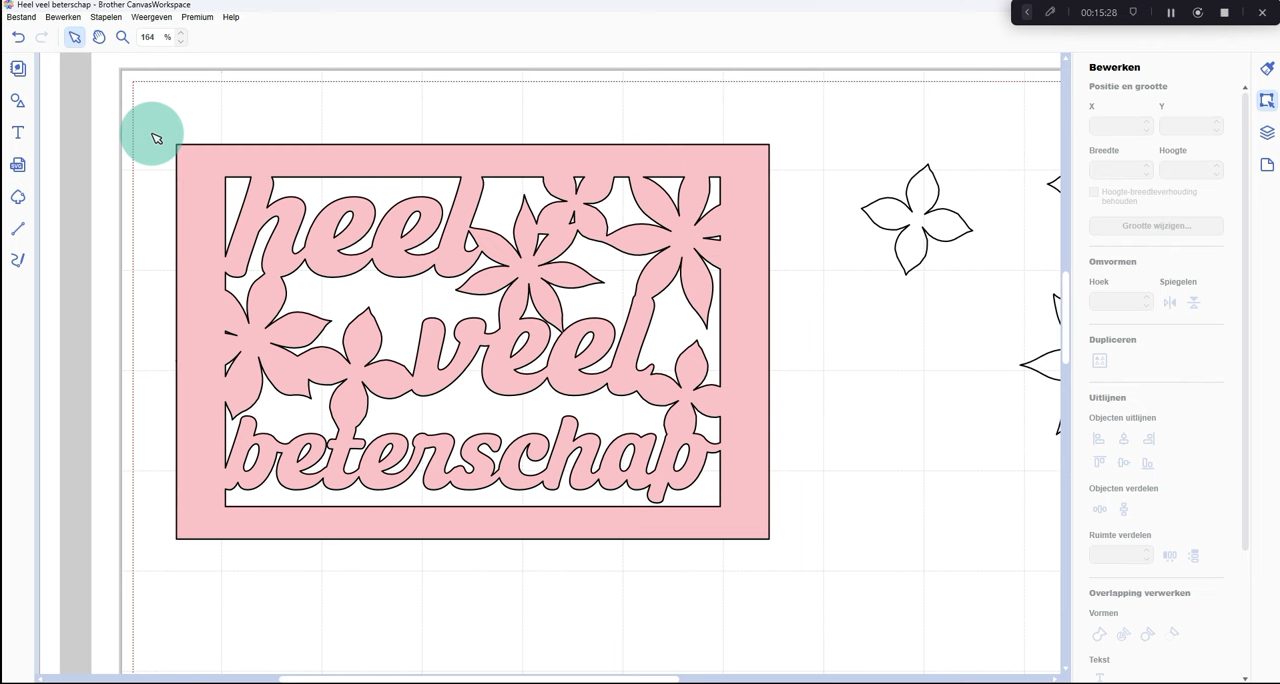 Heel veel beterschap - Brother CanvasWorkspace
Bestand Bewerken Stapelen Weergeven Premium Help
00:15:28
164 %
Bewerken
Positie en grootte
X Y
Breedte Hoogte
Hoogte-breedteverhouding
behouden
Grootte wijzigen...
Omvormen
Hoek Spiegelen
Dupliceren
Uitlijnen
Objecten uitlijnen
Objecten verdelen
Ruimte verdelen
Overlapping verwerken
Vormen
Tekst
heel
veel
beterschap